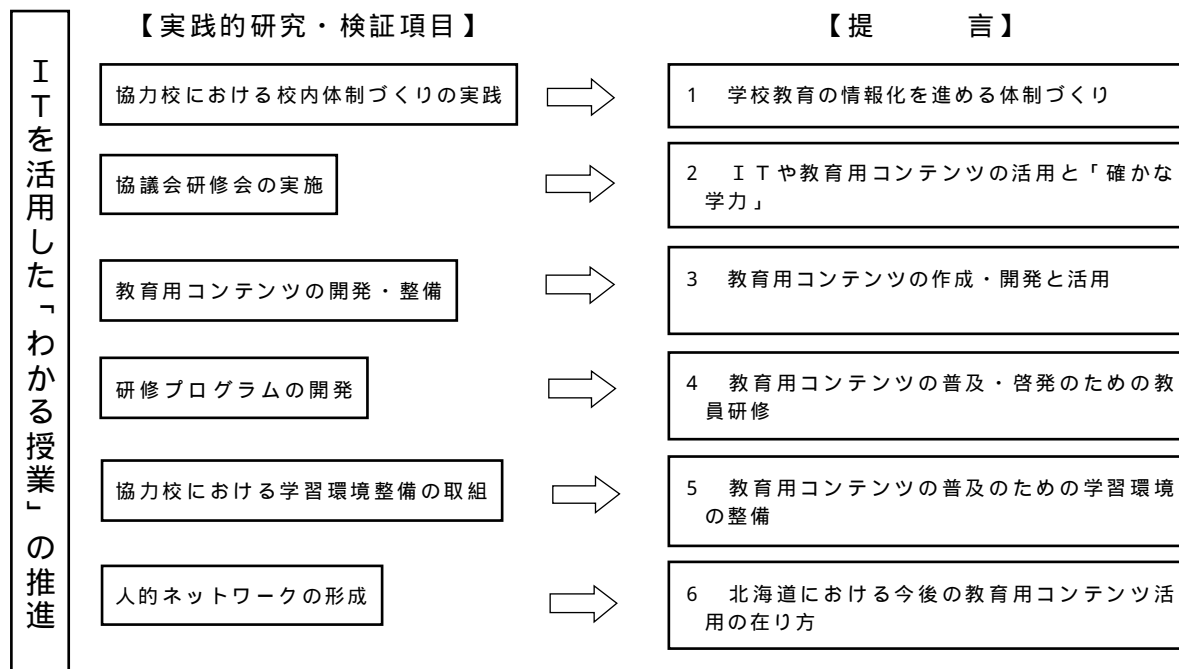 ＩＴを活用した「わかる授業」の推進
【実践的研究・検証項目】
【提　　言】
協力校における校内体制づくりの実践
1　学校教育の情報化を進める体制づくり
協議会研修会の実施
2　ＩＴや教育用コンテンツの活用と「確かな
学力」
教育用コンテンツの開発・整備
3　教育用コンテンツの作成・開発と活用
研修プログラムの開発
4　教育用コンテンツの普及・啓発のための教
員研修
協力校における学習環境整備の取組
5　教育用コンテンツの普及のための学習環境
の整備
人的ネットワークの形成
6　北海道における今後の教育用コンテンツ活
用の在り方